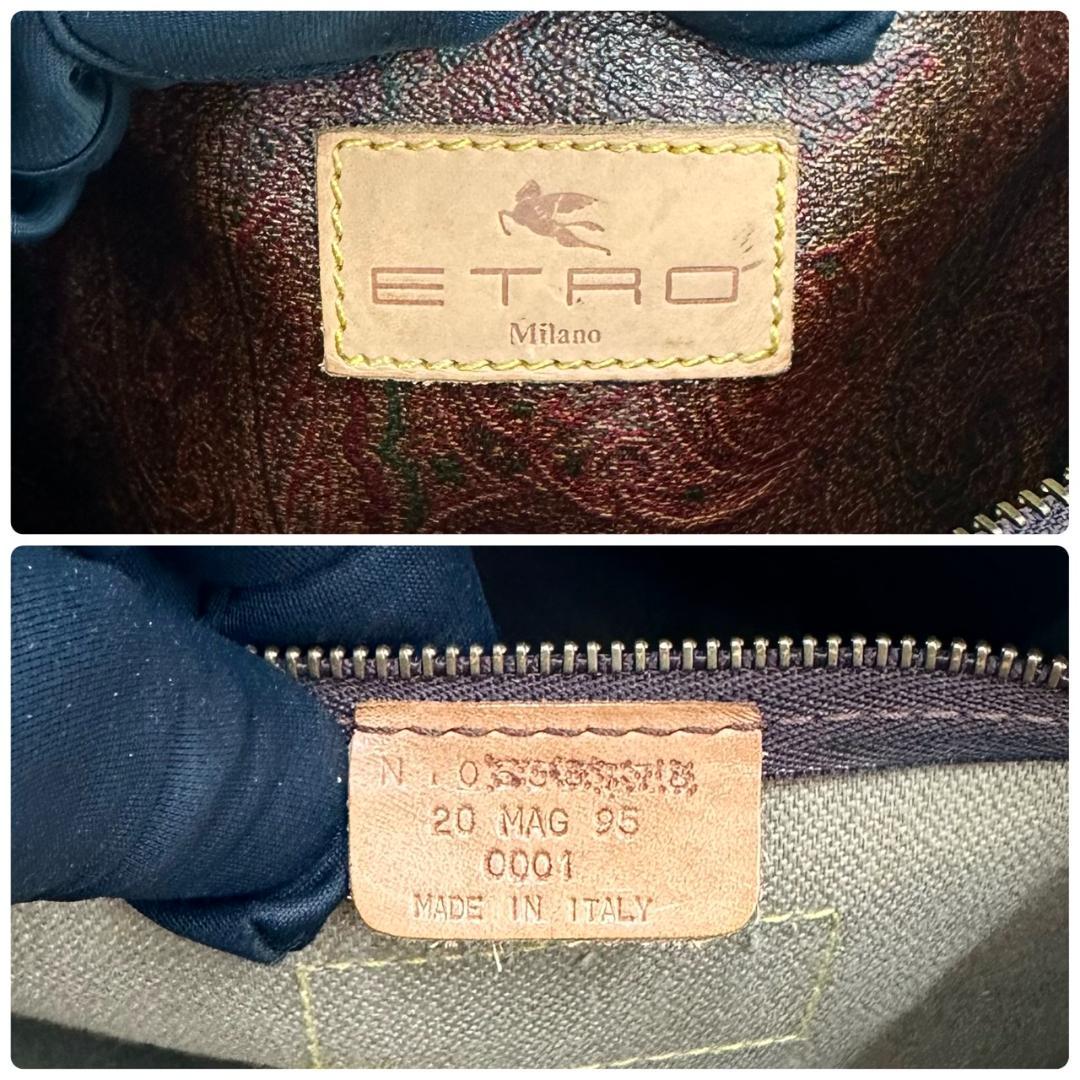 ETRO
Milano
20 MAG 95
0001
MADE IN ITALY